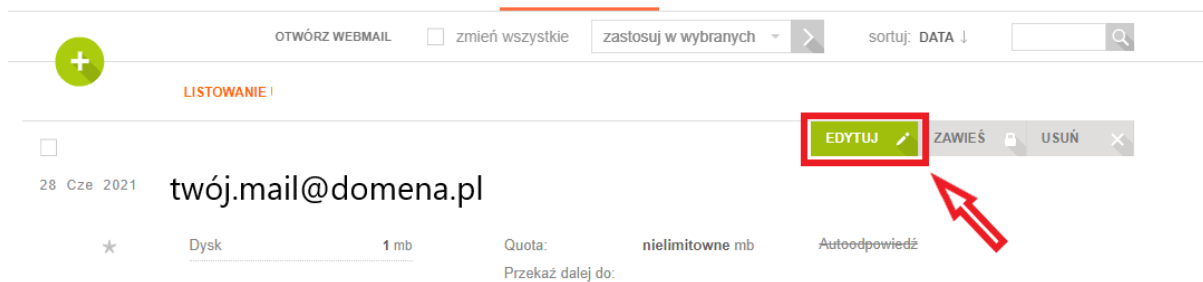 OTWÓRZ WEBMAIL zmień wszystkie zastosuj w wybranych sortuj: DATA ↓
LISTOWANIE
EDYTUJ ZAWIEŚ USUŃ
28 Cze 2021 twój.mail@domena.pl
Dysk 1 mb Quota: nielimitowne mb Autoodpowiedź
Przekaż dalej do: